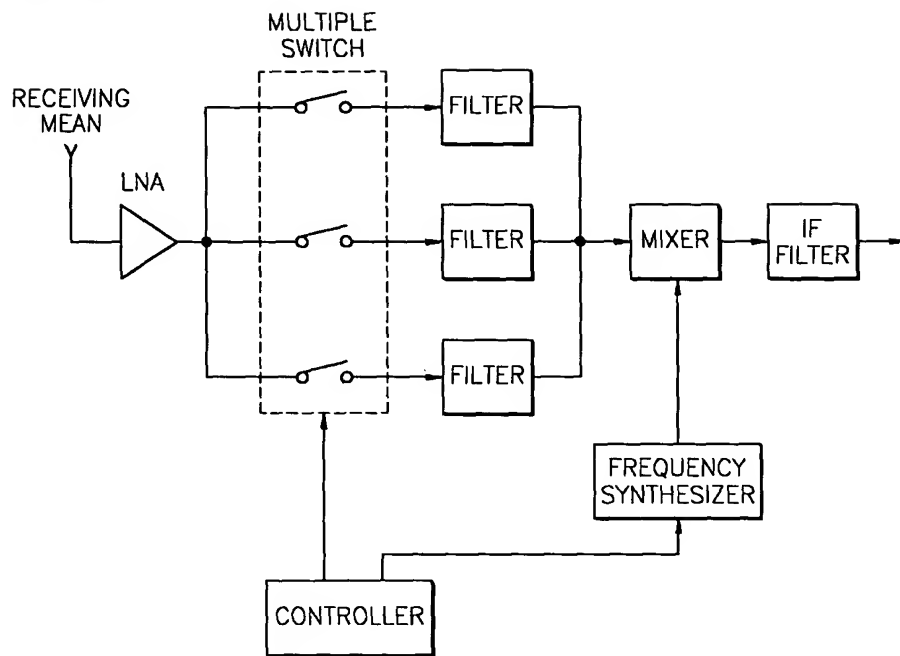 MULTIPLE
SWITCH
RECEIVING
MEAN
LNA
FILTER
FILTER
FILTER
MIXER
IF
FILTER
FREQUENCY
SYNTHESIZER
CONTROLLER